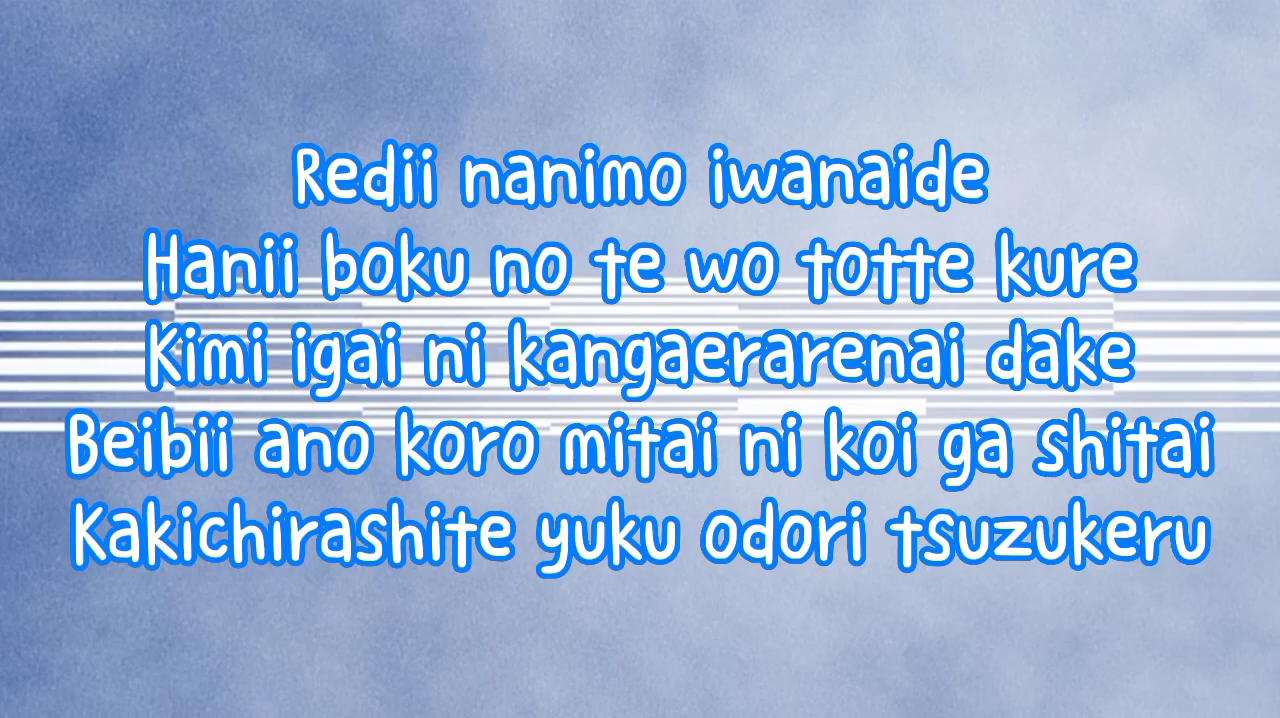 Redii nanimo iwanaide
Hanii boku no te wo totte kure
Kimi igai ni kangaerarenai dake
Beibii ano koro mitai ni koi ga shitai
Kakichirashite yuku odori tsuzukeru